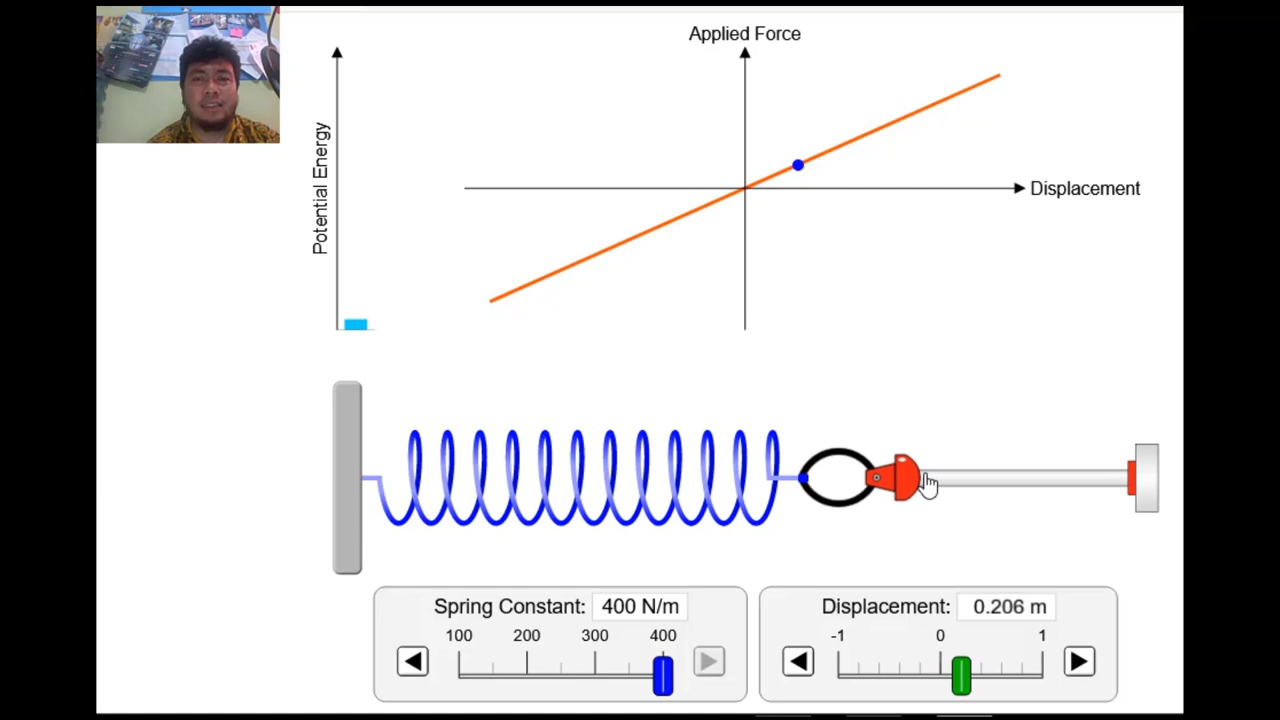 Applied Force
Potential Energy
Displacement
Spring Constant: 400 N/m
100 200 300 400
Displacement: 0.206 m
-1 0 1